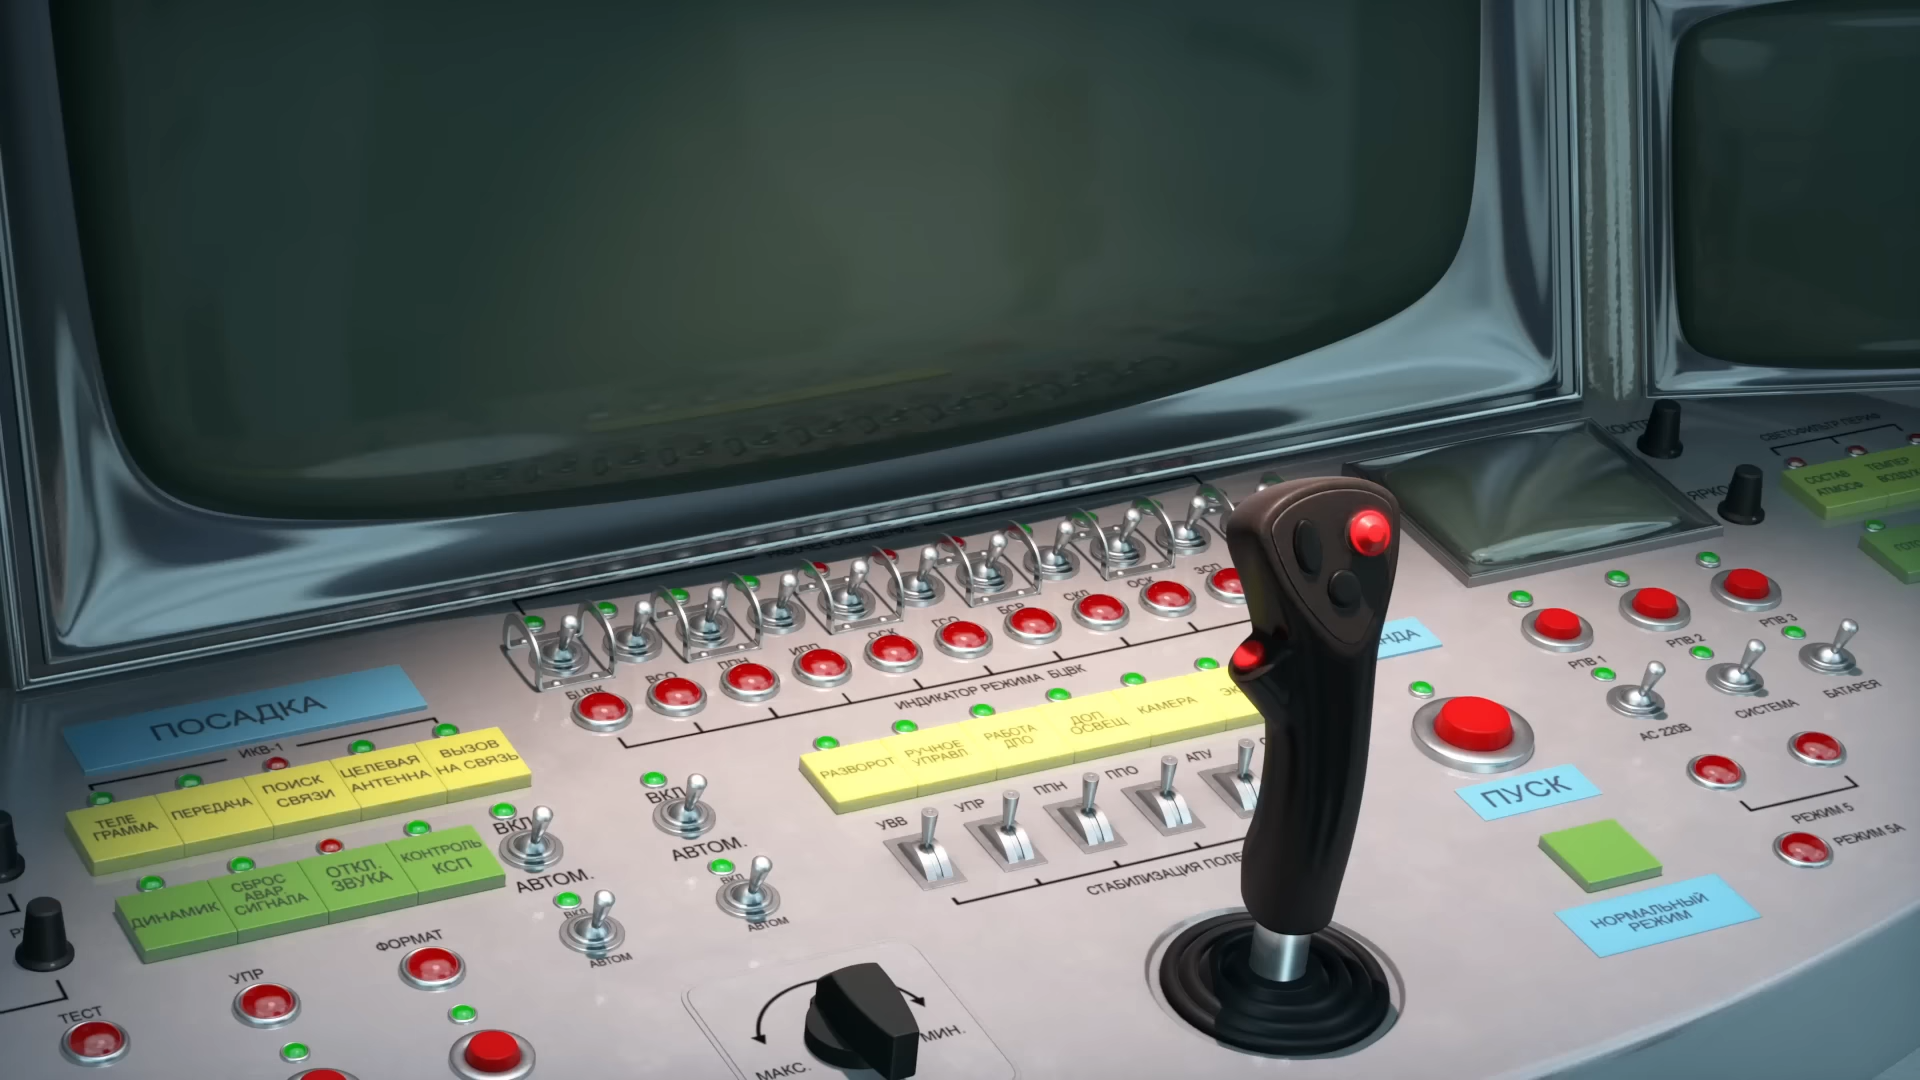 ПОСАДКА
ИКВ-1
ТЕЛЕ
ГРАММА
ПЕРЕДАЧА
ПОИСК
СВЯЗИ
ЦЕЛЕВАЯ
АНТЕННА
ВЫЗОВ
НА СВЯЗЬ
ДИНАМИК
СБРОС
АВАР
СИГНАЛА
ОТКЛ.
ЗВУКА
КОНТРОЛЬ
КСП
ВКЛ
АВТОМ.
ВКЛ
АВТОМ
ВКЛ
АВТОМ.
ВКЛ
АВТОМ
ФОРМАТ
УПР
ТЕСТ
МАКС.
МИН.
БЦВК
ВСО
ППН
ИПП
ОСК
ГСО
БСР
СКЛ
ОСК
ЗСП
ИНДИКАТОР РЕЖИМА БЦВК
РАЗВОРОТ
РУЧНОЕ
УПРАВЛ
РАБОТА
ДПО
ДОП
ОСВЕЩ
КАМЕРА
УВВ
УПР
ППН
ППО
АПУ
СТАБИЛИЗАЦИЯ
ПУСК
НОРМАЛЬНЫЙ
РЕЖИМ
РПВ 1
РПВ 2
РПВ 3
АС 220В
СИСТЕМА
БАТАРЕЯ
РЕЖИМ 5
РЕЖИМ 5А
СОСТАВ
АТМОСФ
ТЕМПЕР